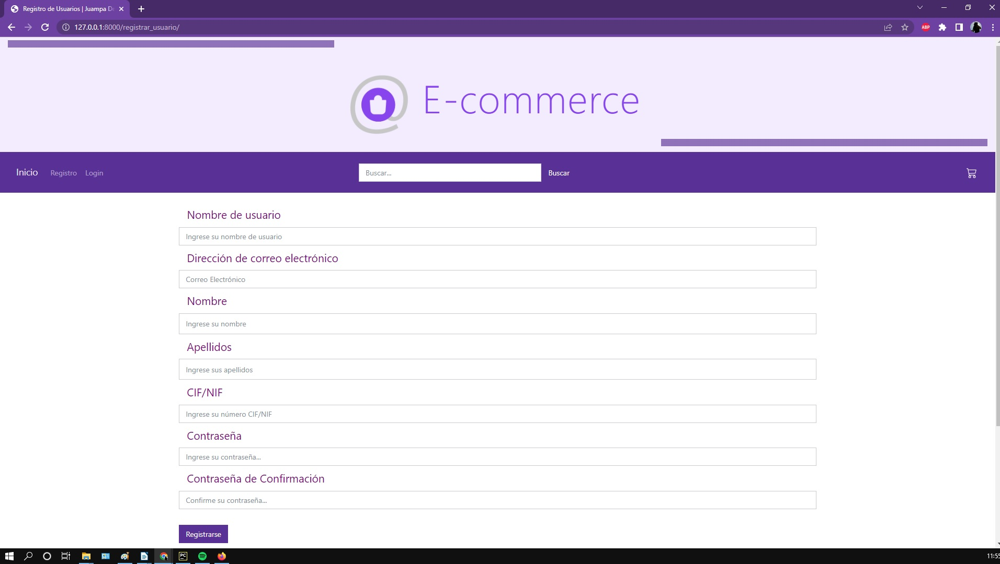 Registro de Usuarios | Juampa De
127.0.0.1:8000/registrar_usuario/
ABP
E-commerce
Inicio
Registro
Login
Buscar...
Buscar
Nombre de usuario
Ingrese su nombre de usuario
Dirección de correo electrónico
Correo Electrónico
Nombre
Ingrese su nombre
Apellidos
Ingrese sus apellidos
CIF/NIF
Ingrese su número CIF/NIF
Contraseña
Ingrese su contraseña...
Contraseña de Confirmación
Confirme su contraseña...
Registrarse
PC
11:55